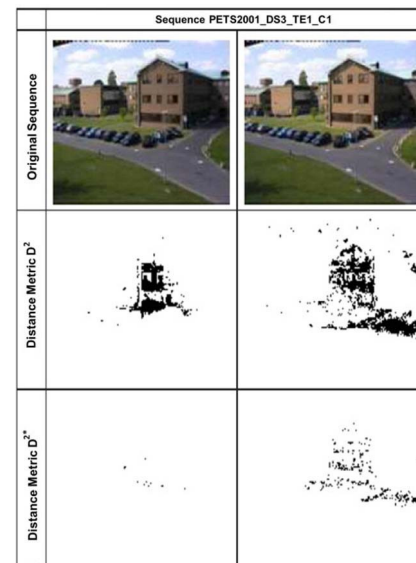 Sequence PETS2001_DS3_TE1_C1
Original Sequence
Distance Metric D²
Distance Metric D²*